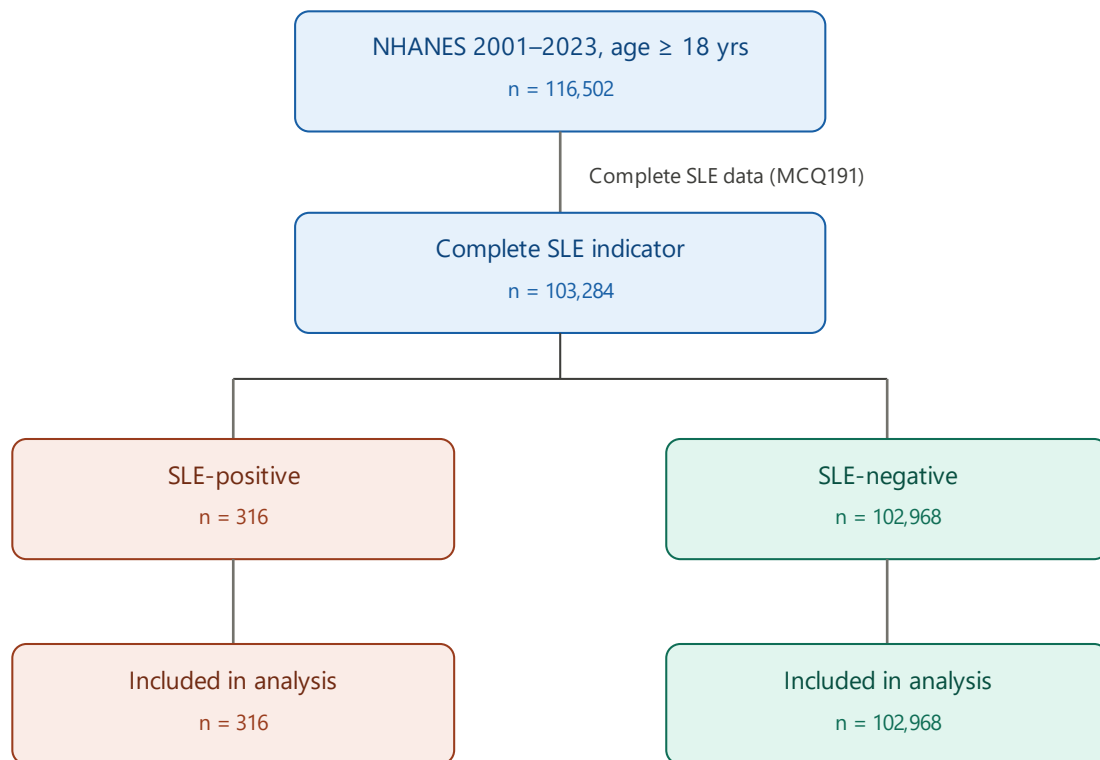 NHANES 2001–2023, age ≥ 18 yrs
n = 116,502
Complete SLE data (MCQ191)
Complete SLE indicator
n = 103,284
SLE-positive
n = 316
SLE-negative
n = 102,968
Included in analysis
n = 316
Included in analysis
n = 102,968